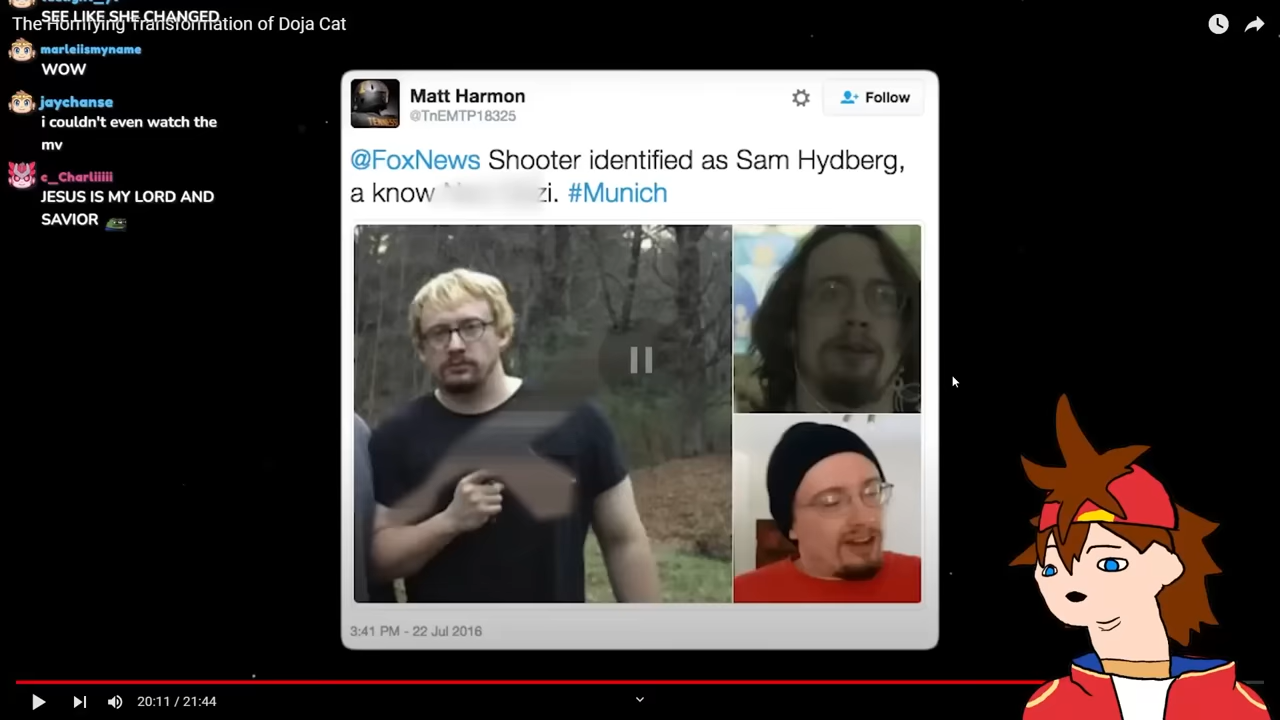 SEE LIKE SHE CHANGED
The Horrifying Transformation of Doja Cat
marleiismyname
WOW
jaychanse
i couldn't even watch the
mv
c__Charliiiii
JESUS IS MY LORD AND
SAVIOR
Matt Harmon
@TnEMTP18325
Follow
@FoxNews Shooter identified as Sam Hydberg,
a know zi. #Munich
3:41 PM - 22 Jul 2016
20:11 / 21:44